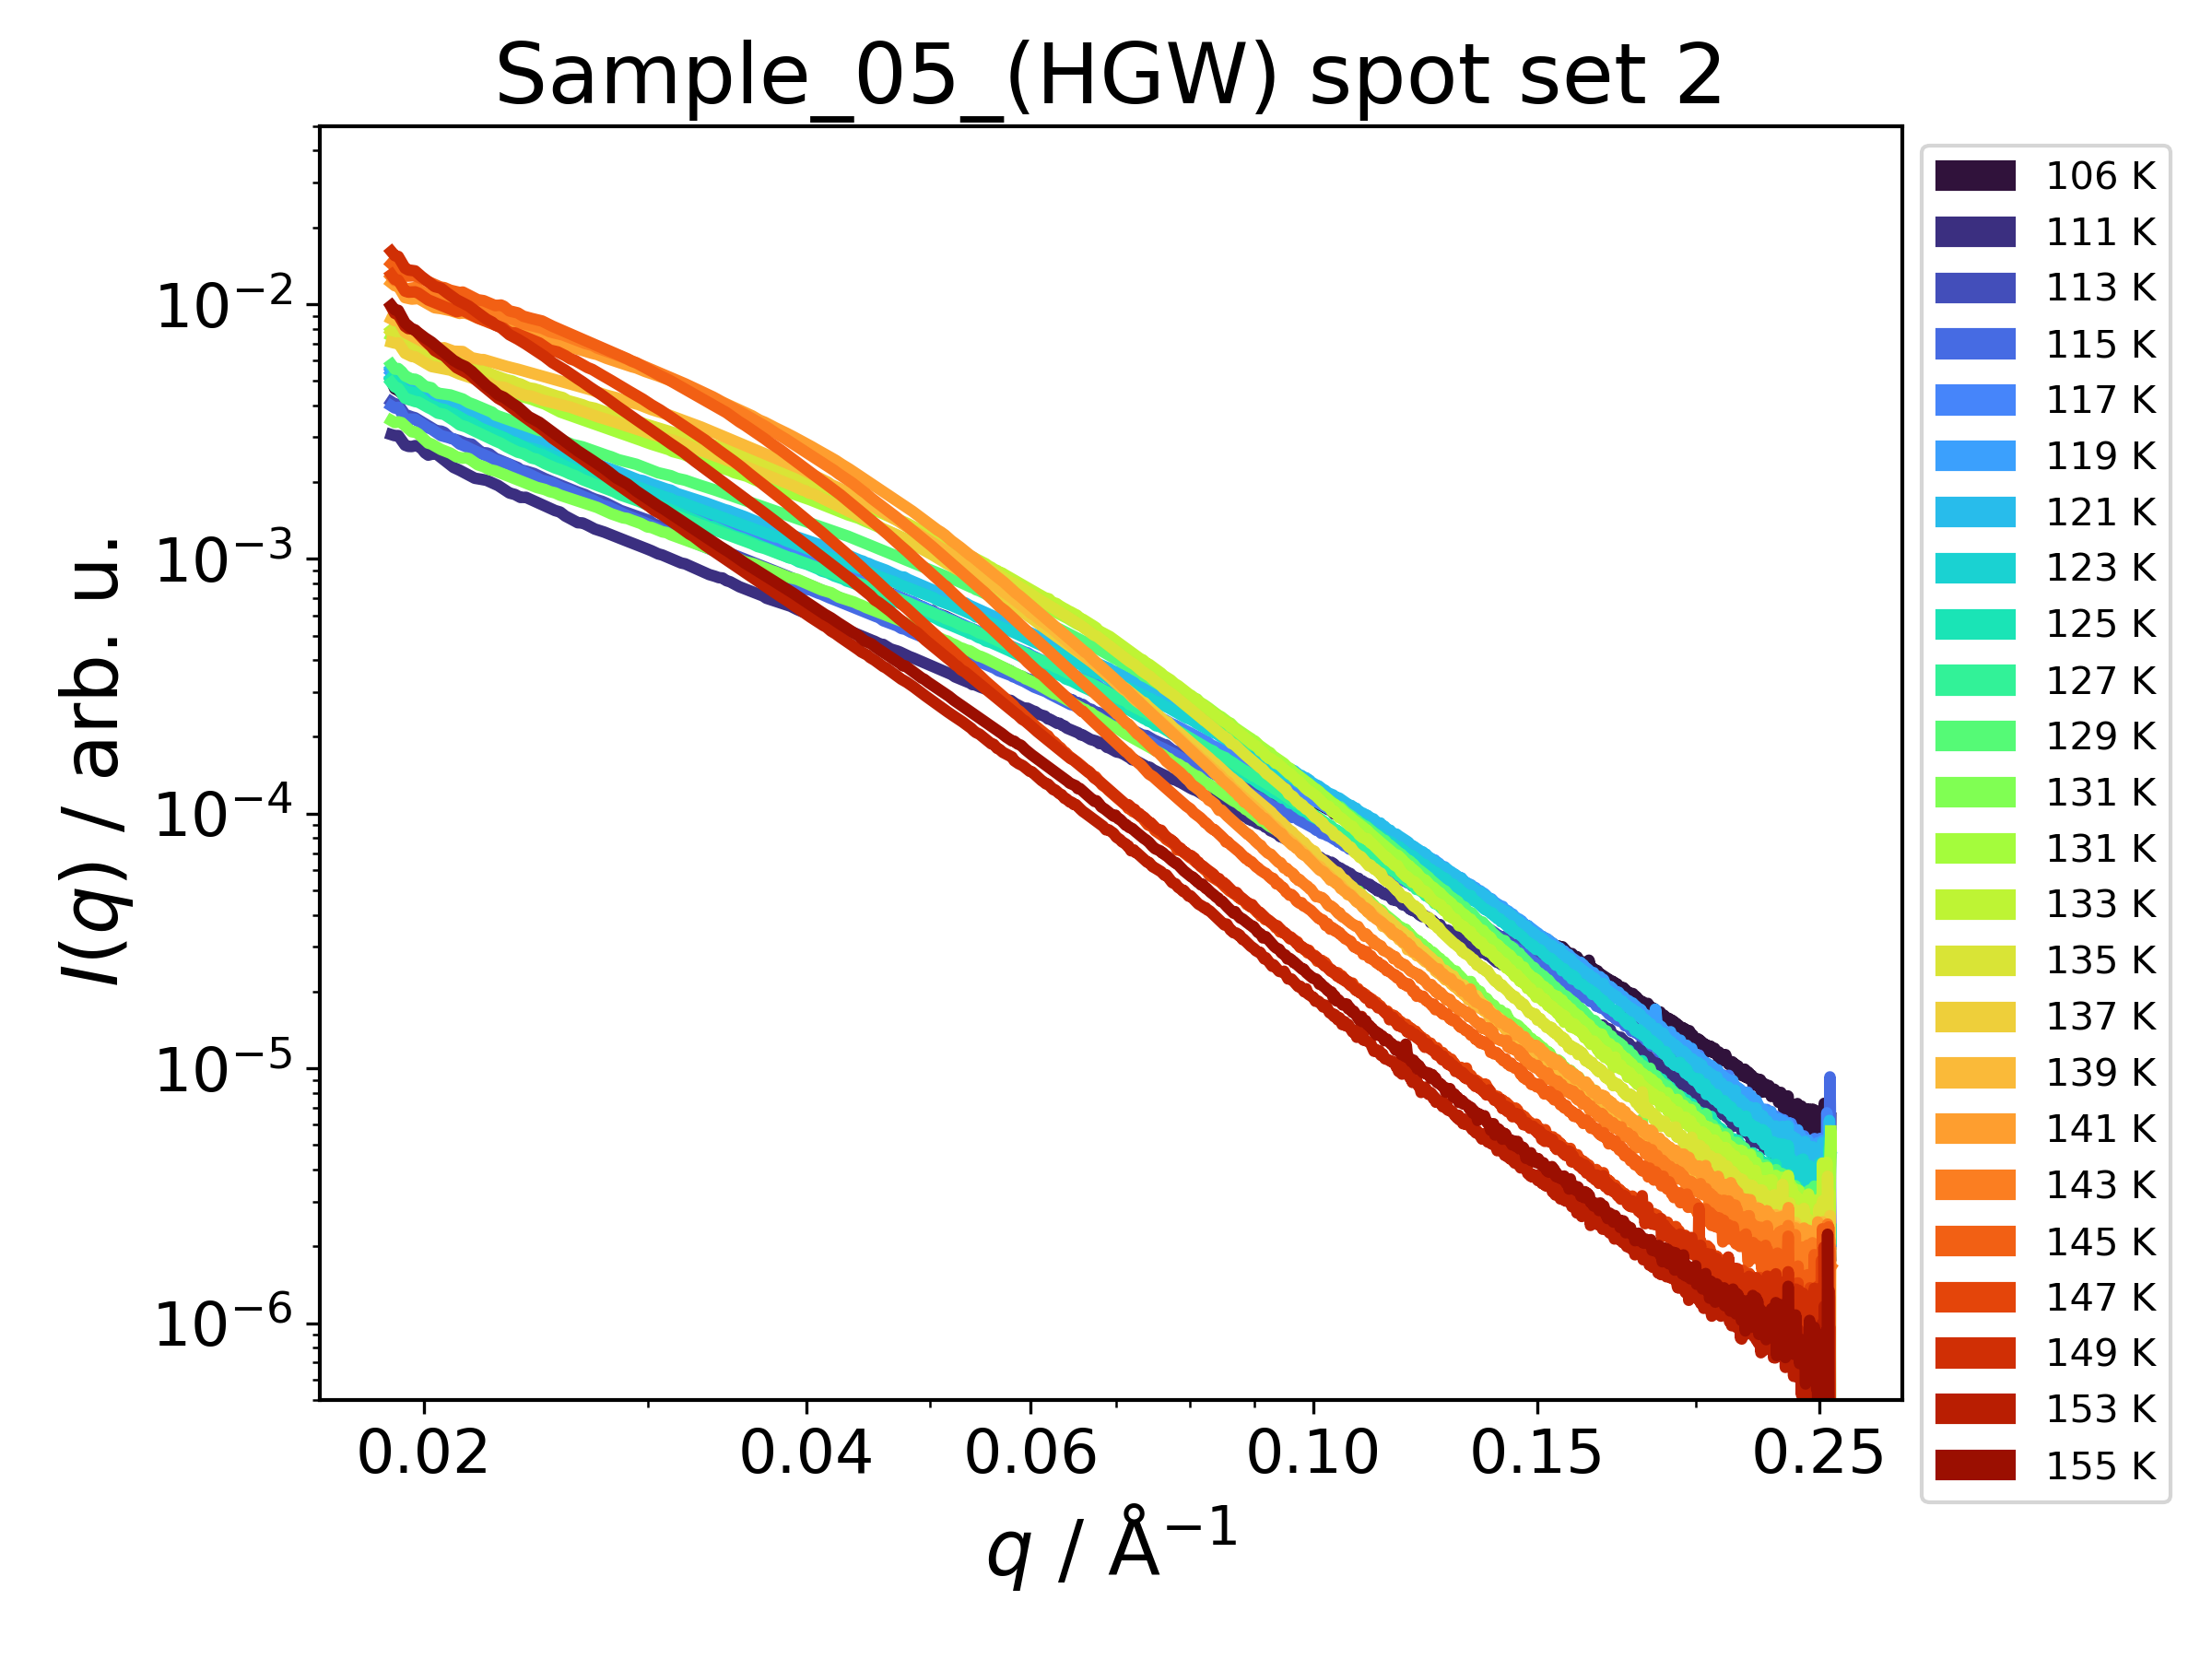 Sample_05_(HGW) spot set 2
I(q) / arb. u.
10⁻²
10⁻³
10⁻⁴
10⁻⁵
10⁻⁶
0.02 0.04 0.06 0.10 0.15 0.25
q / Å⁻¹
106 K
111 K
113 K
115 K
117 K
119 K
121 K
123 K
125 K
127 K
129 K
131 K
131 K
133 K
135 K
137 K
139 K
141 K
143 K
145 K
147 K
149 K
153 K
155 K